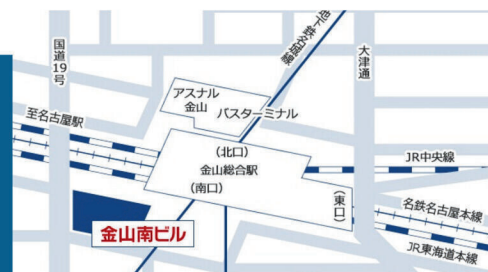 国道19号
地下鉄名城線
大津通
アスナル
金山
バスターミナル
至名古屋駅
(北口)
金山総合駅
(南口)
JR中央線
(東口)
名鉄名古屋本線
JR東海道本線
金山南ビル